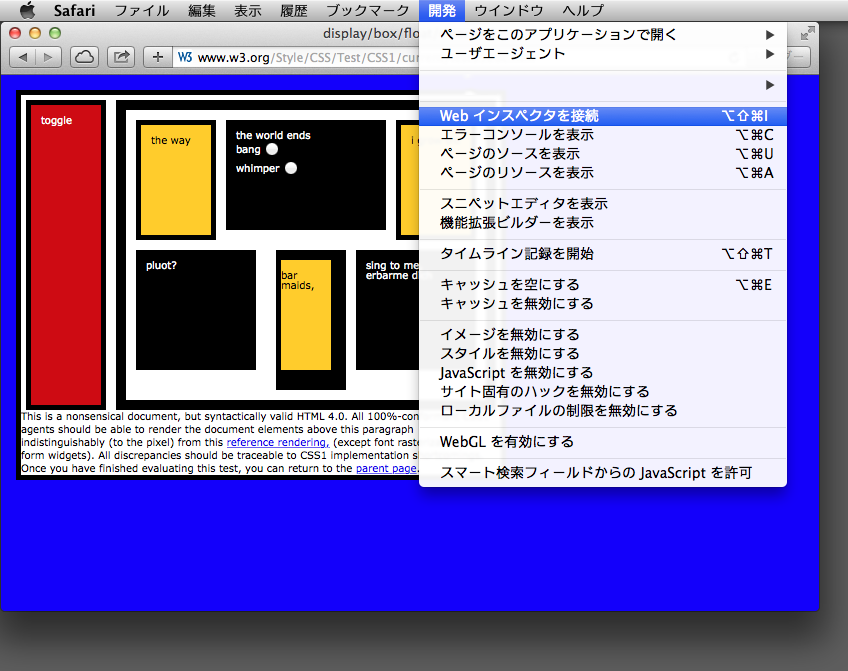 Safari ファイル 編集 表示 履歴 ブックマーク 開発 ウインドウ ヘルプ
display/box/flo
www.w3.org/Style/CSS/Test/CSS1/cur
ページをこのアプリケーションで開く
ユーザエージェント
Web インスペクタを接続 ⌥⇧⌘I
エラーコンソールを表示 ⌥⌘C
ページのソースを表示 ⌥⌘U
ページのリソースを表示 ⌥⌘A
スニペットエディタを表示
機能拡張ビルダーを表示
タイムライン記録を開始 ⌥⇧⌘T
キャッシュを空にする ⌥⌘E
キャッシュを無効にする
イメージを無効にする
スタイルを無効にする
JavaScript を無効にする
サイト固有のハックを無効にする
ローカルファイルの制限を無効にする
WebGL を有効にする
スマート検索フィールドからの JavaScript を許可
toggle
the way
the world ends
bang
whimper
i g
pluot?
bar
maids,
sing to me
erbarme d
This is a nonsensical document, but syntactically valid HTML 4.0. All 100%-con
agents should be able to render the document elements above this paragraph
indistinguishably (to the pixel) from this reference rendering, (except font raste
form widgets). All discrepancies should be traceable to CSS1 implementation s
Once you have finished evaluating this test, you can return to the parent page.